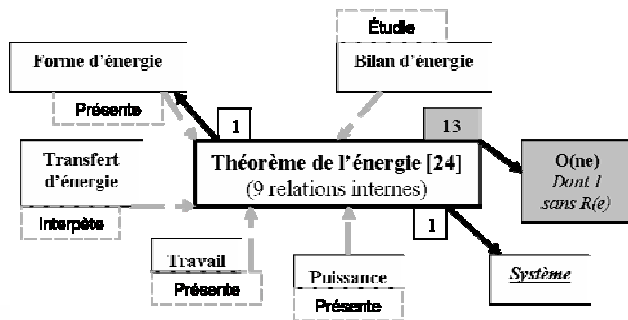 Étudie
Forme d'énergie
Bilan d'énergie
Présente
1
13
Transfert
d'énergie
Théorème de l'énergie [24]
(9 relations internes)
O(ne)
Dont 1
sans R(e)
Interpète
1
Travail
Présente
Puissance
Présente
Système